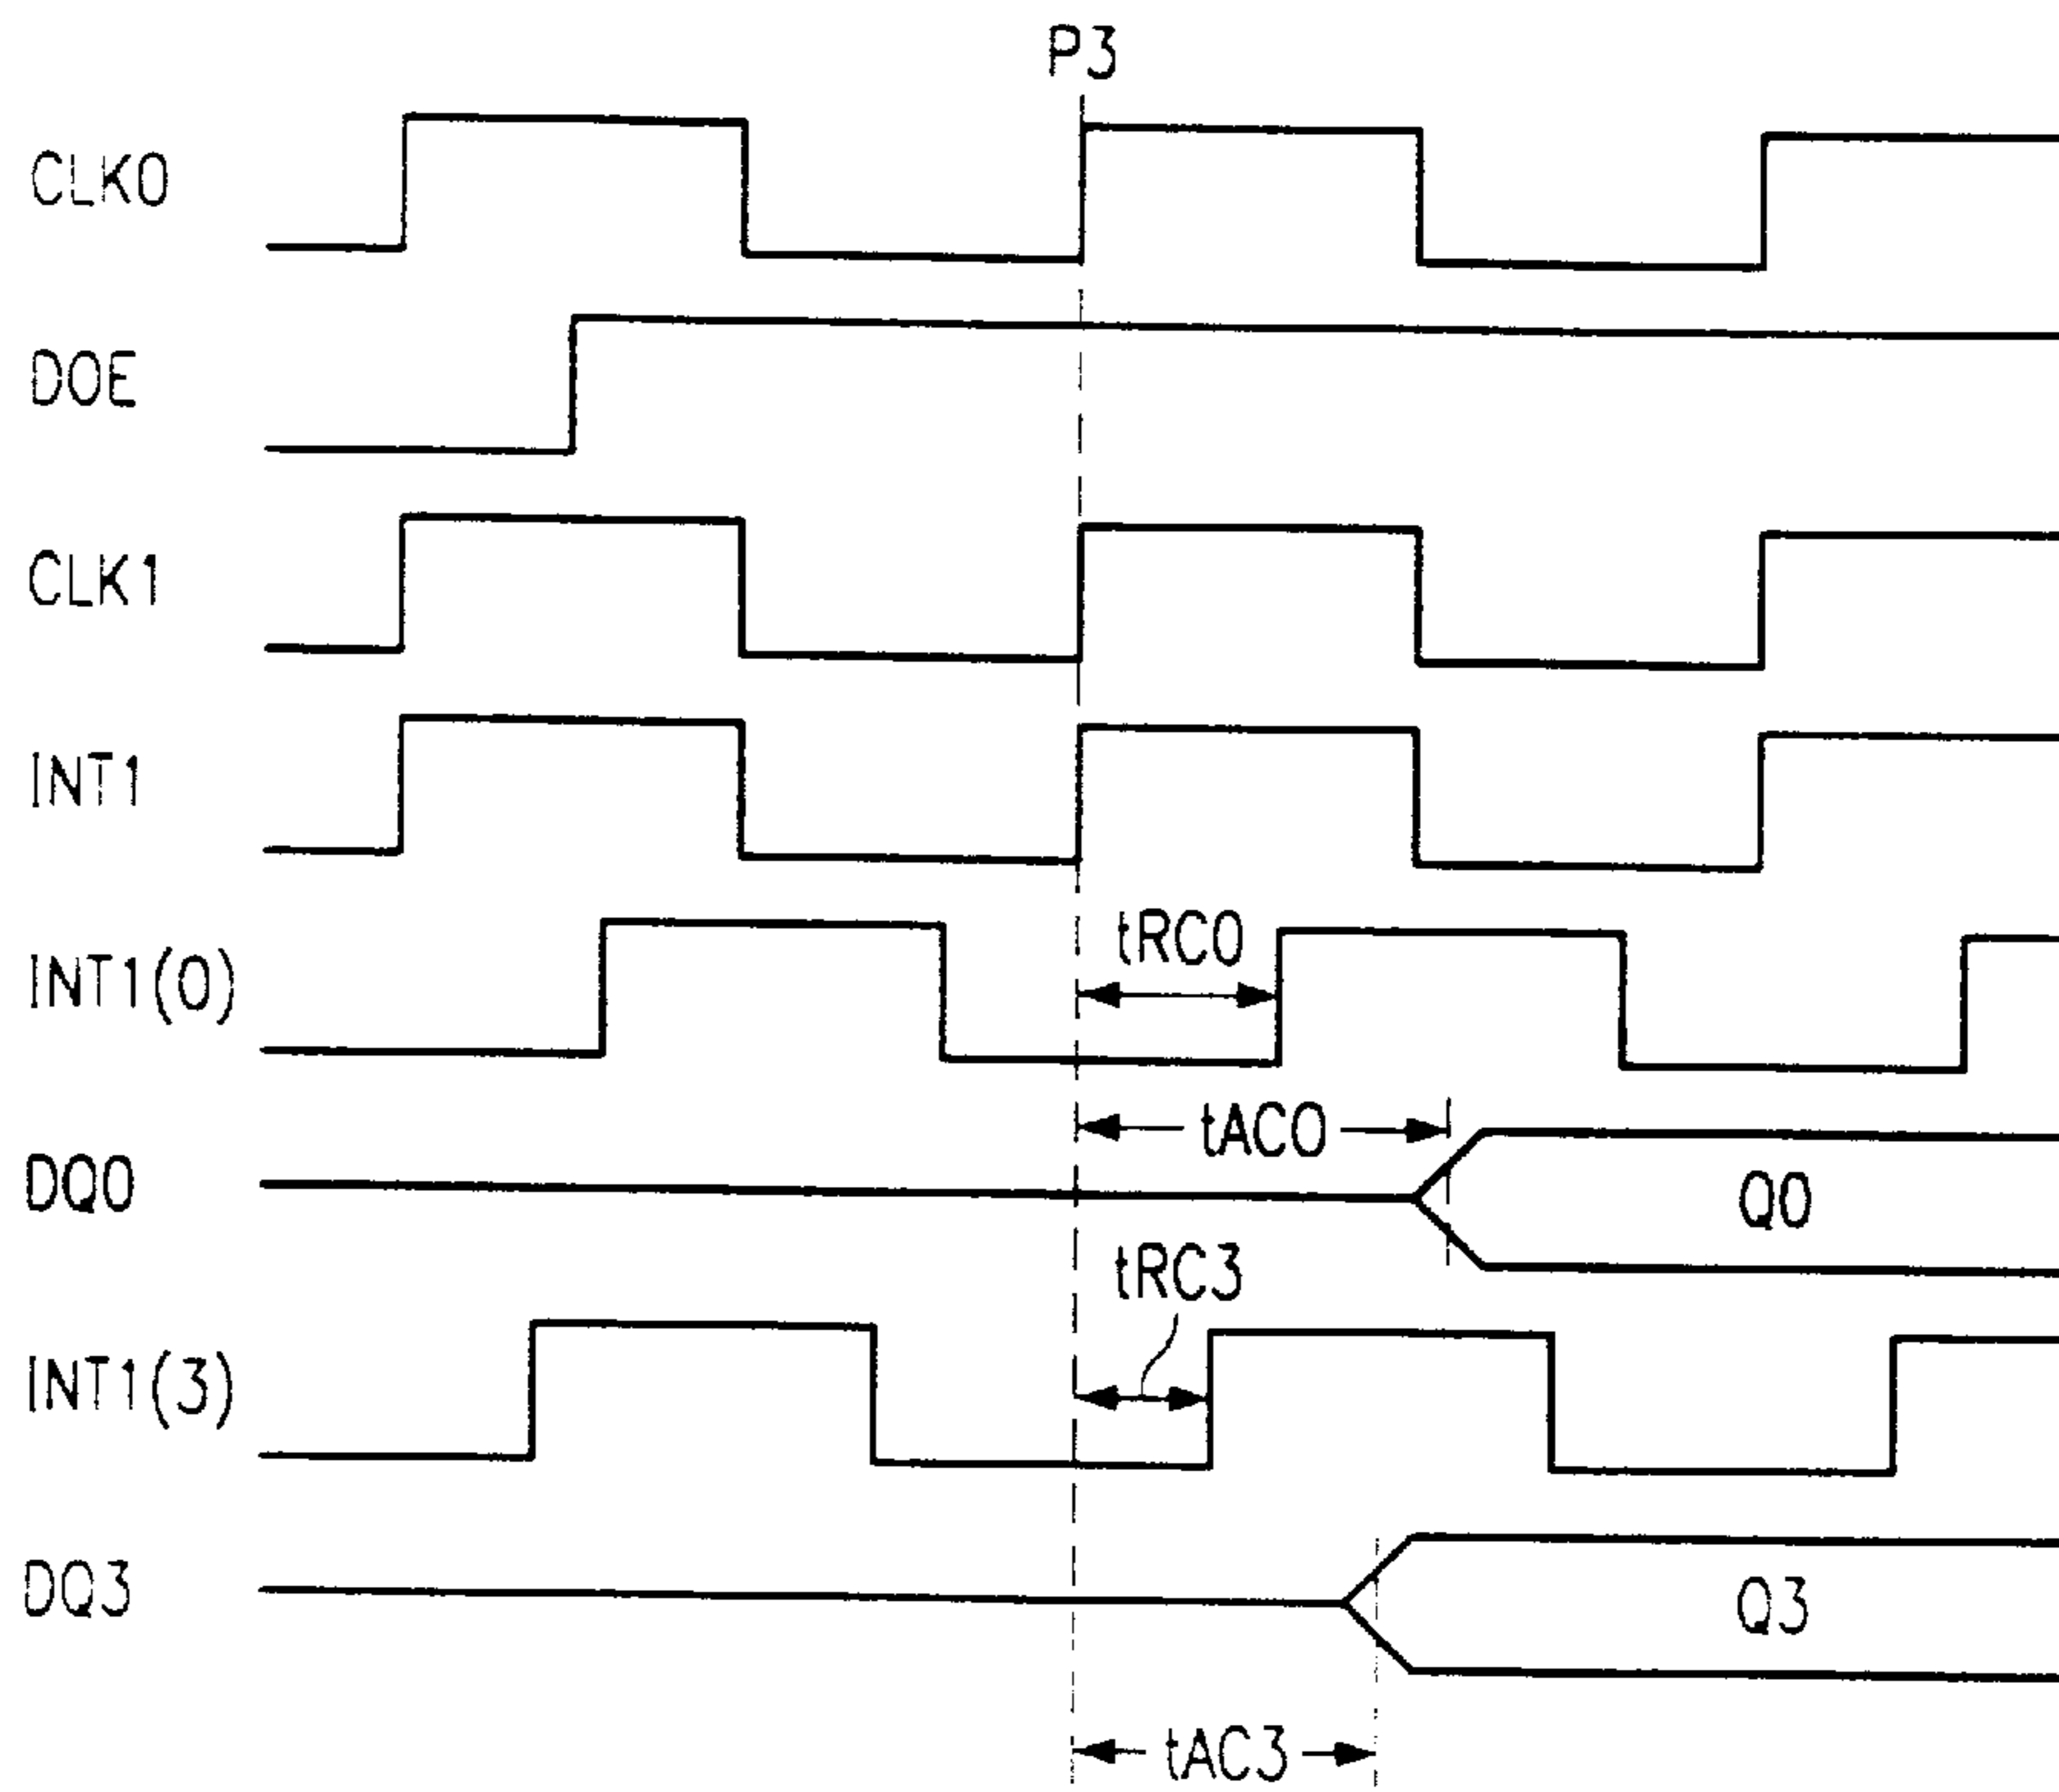 P3
CLK0
DOE
CLK1
INT1
INT1(0)
tRC0
tAC0
DQ0
Q0
tRC3
INT1(3)
DQ3
Q3
tAC3